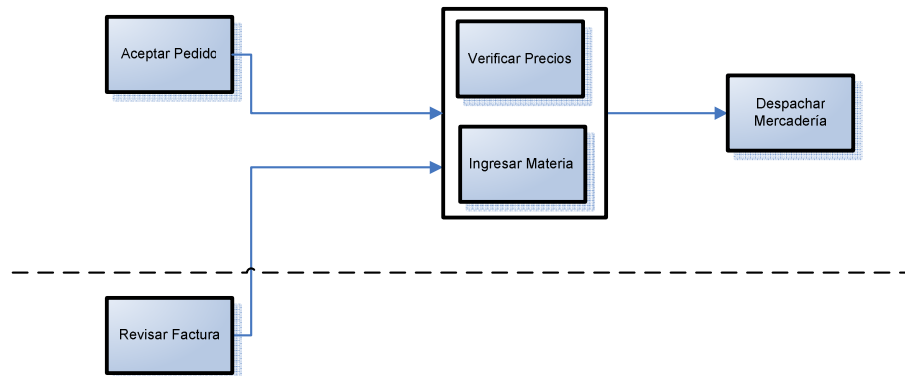 Aceptar Pedido
Verificar Precios
Ingresar Materia
Despachar
Mercadería
Revisar Factura